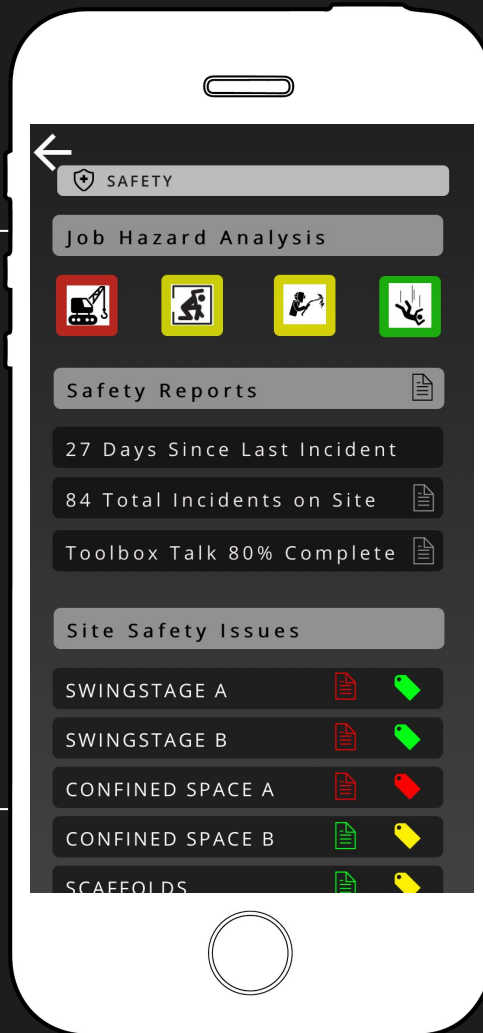 SAFETY
Job Hazard Analysis
Safety Reports
27 Days Since Last Incident
84 Total Incidents on Site
Toolbox Talk 80% Complete
Site Safety Issues
SWINGSTAGE A
SWINGSTAGE B
CONFINED SPACE A
CONFINED SPACE B
SCAFFOLDS